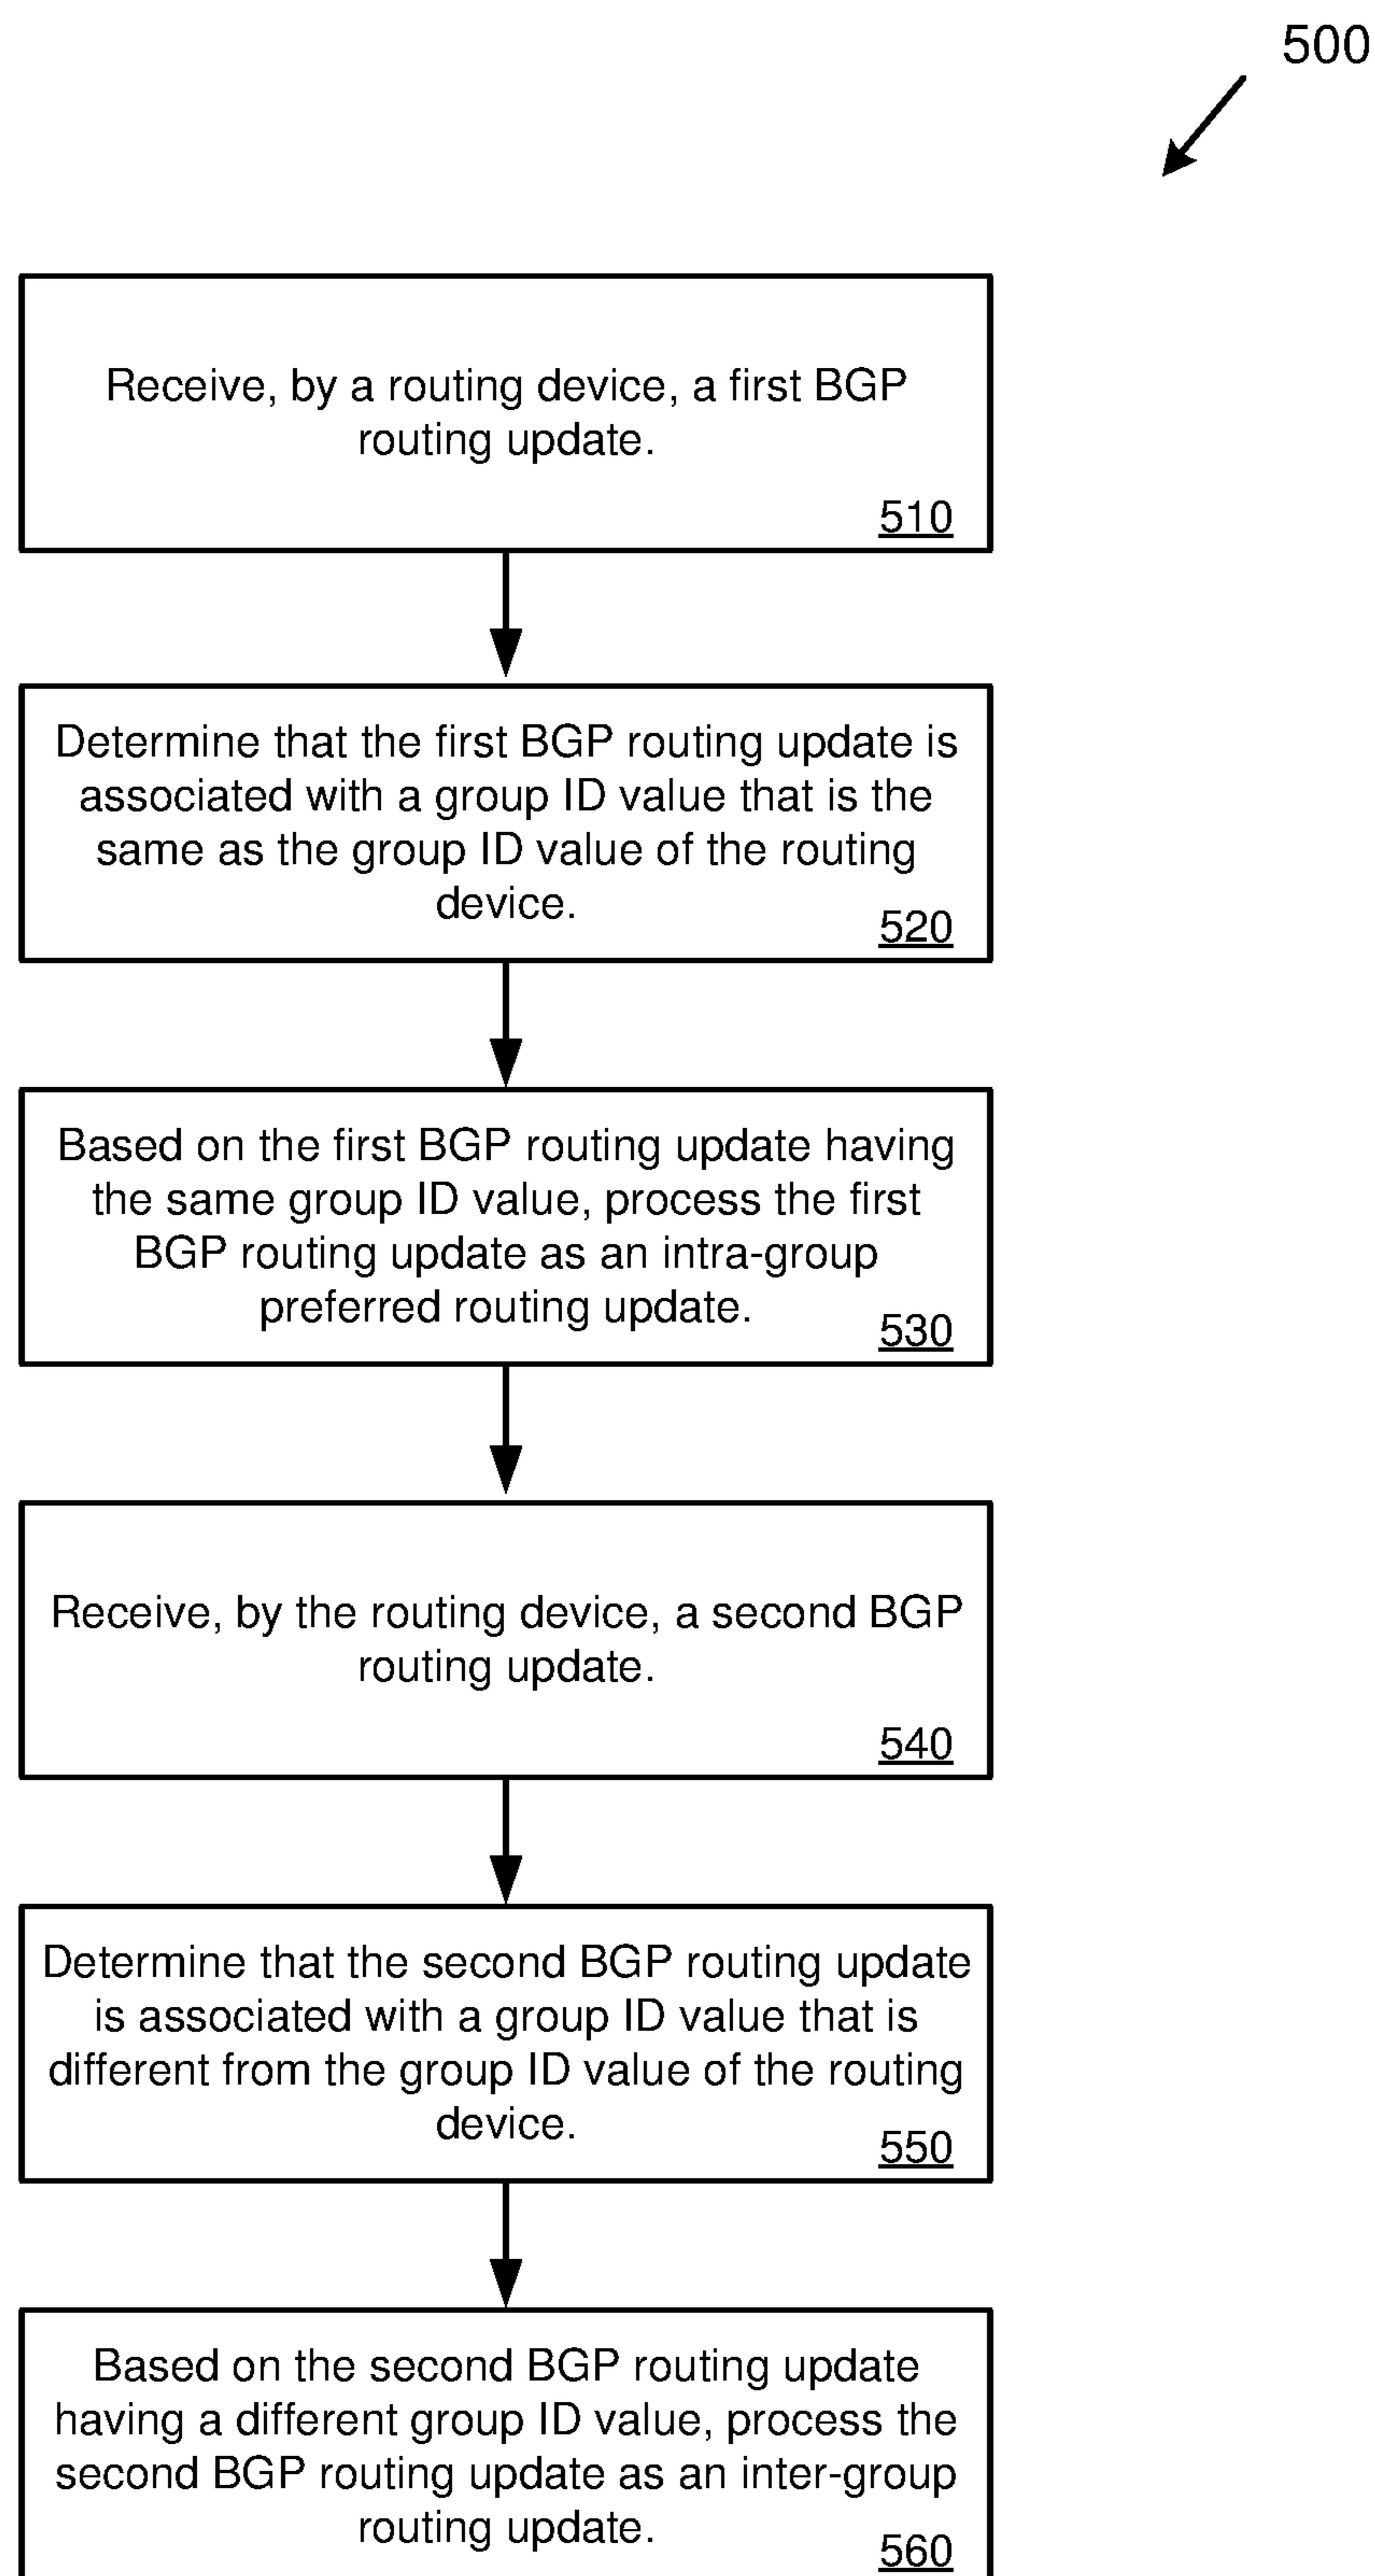 500
Receive, by a routing device, a first BGP
routing update.
510
Determine that the first BGP routing update is
associated with a group ID value that is the
same as the group ID value of the routing
device.
520
Based on the first BGP routing update having
the same group ID value, process the first
BGP routing update as an intra-group
preferred routing update.
530
Receive, by the routing device, a second BGP
routing update.
540
Determine that the second BGP routing update
is associated with a group ID value that is
different from the group ID value of the routing
device.
550
Based on the second BGP routing update
having a different group ID value, process the
second BGP routing update as an inter-group
routing update.
560